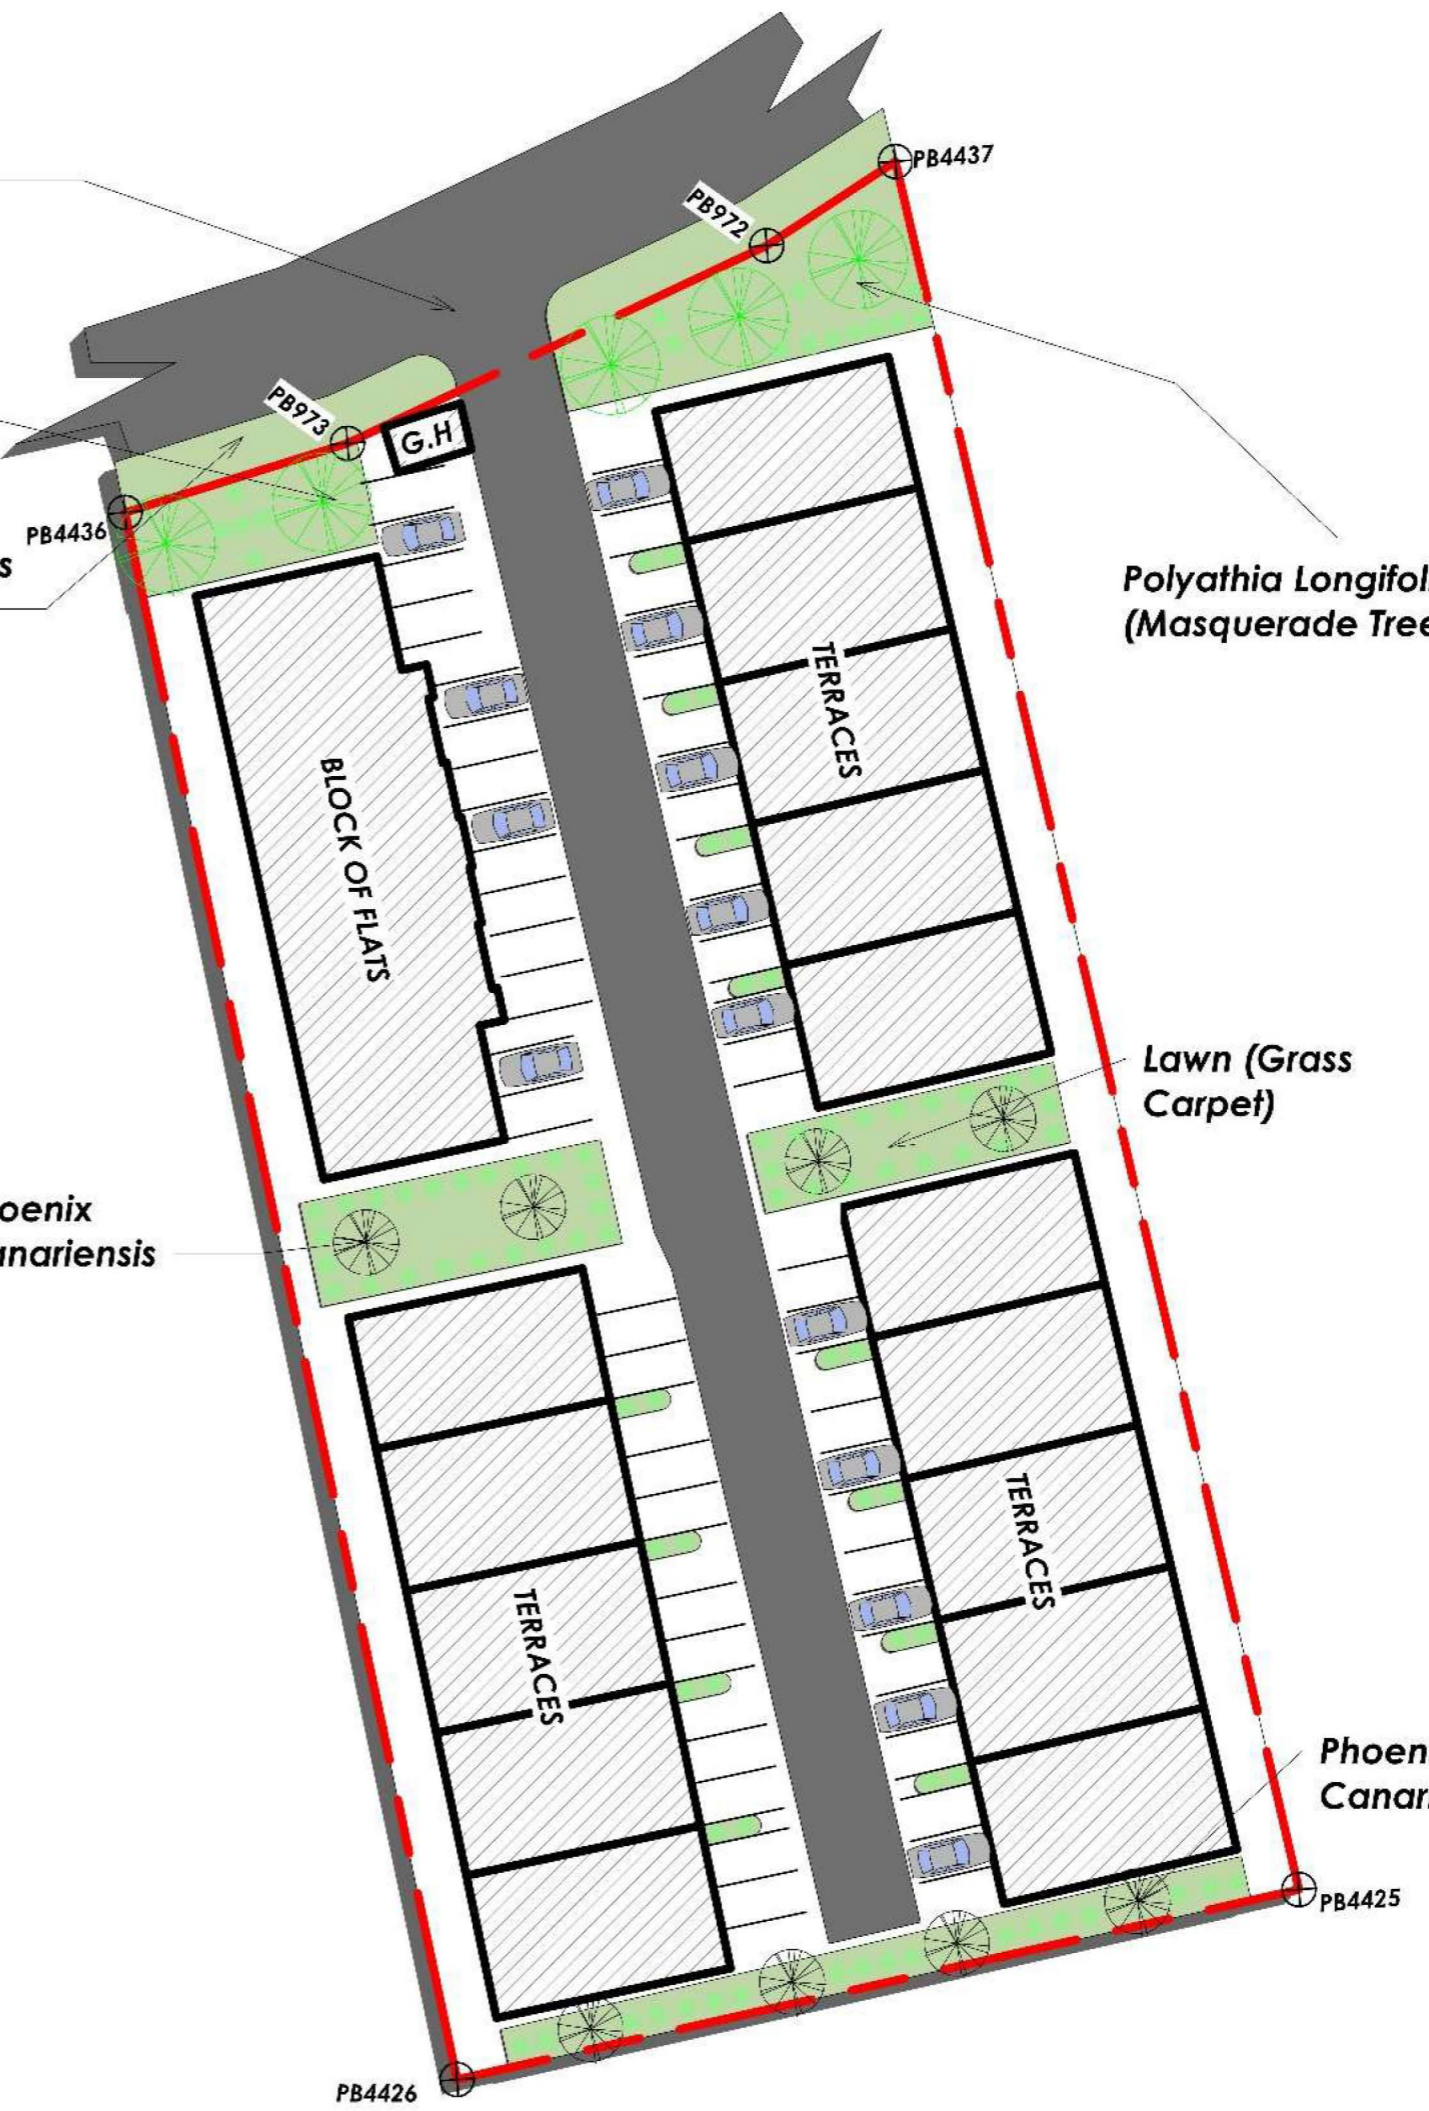 PB4437
PB972
PB973
G.H
PB4436
s
Polyathia Longifol
(Masquerade Tree
TERRACES
BLOCK OF FLATS
Lawn (Grass
Carpet)
oenix
anariensis
TERRACES
TERRACES
Phoen
Canar
PB4425
PB4426